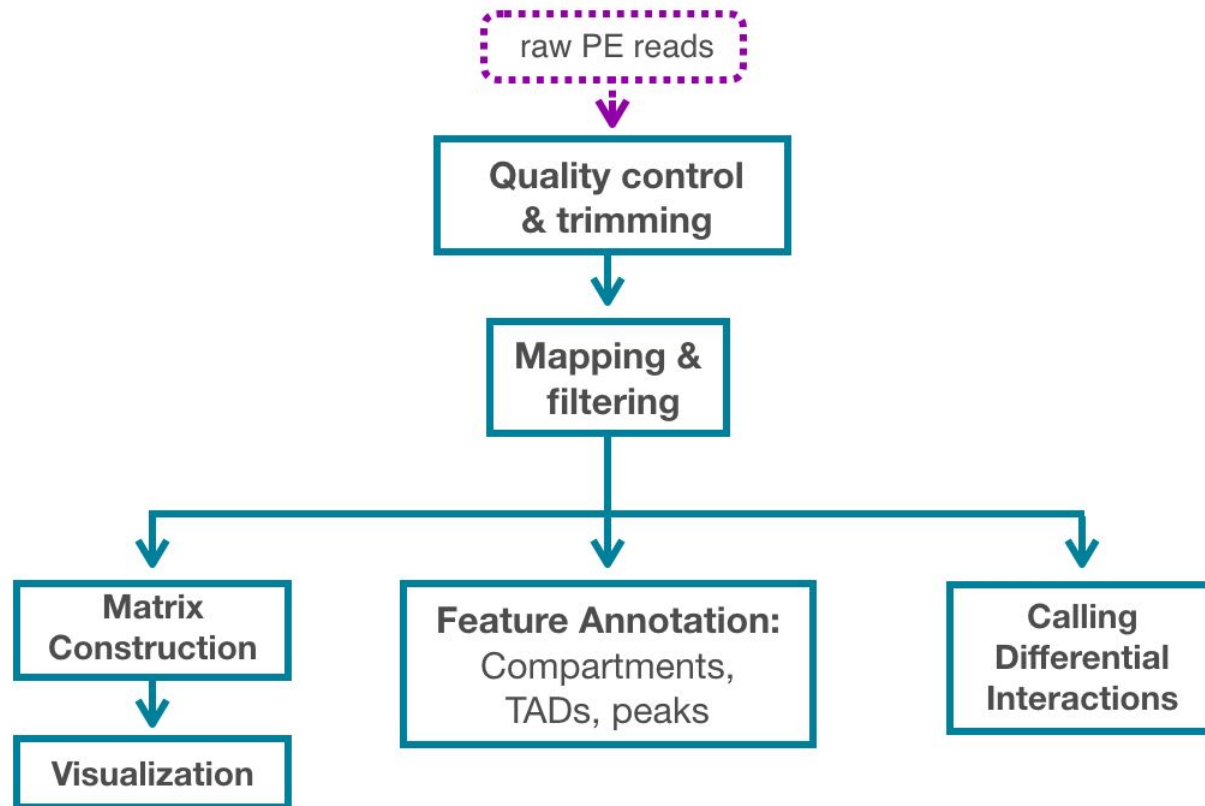 raw PE reads
Quality control
& trimming
Mapping &
filtering
Matrix
Construction
Visualization
Feature Annotation:
Compartments,
TADs, peaks
Calling
Differential
Interactions